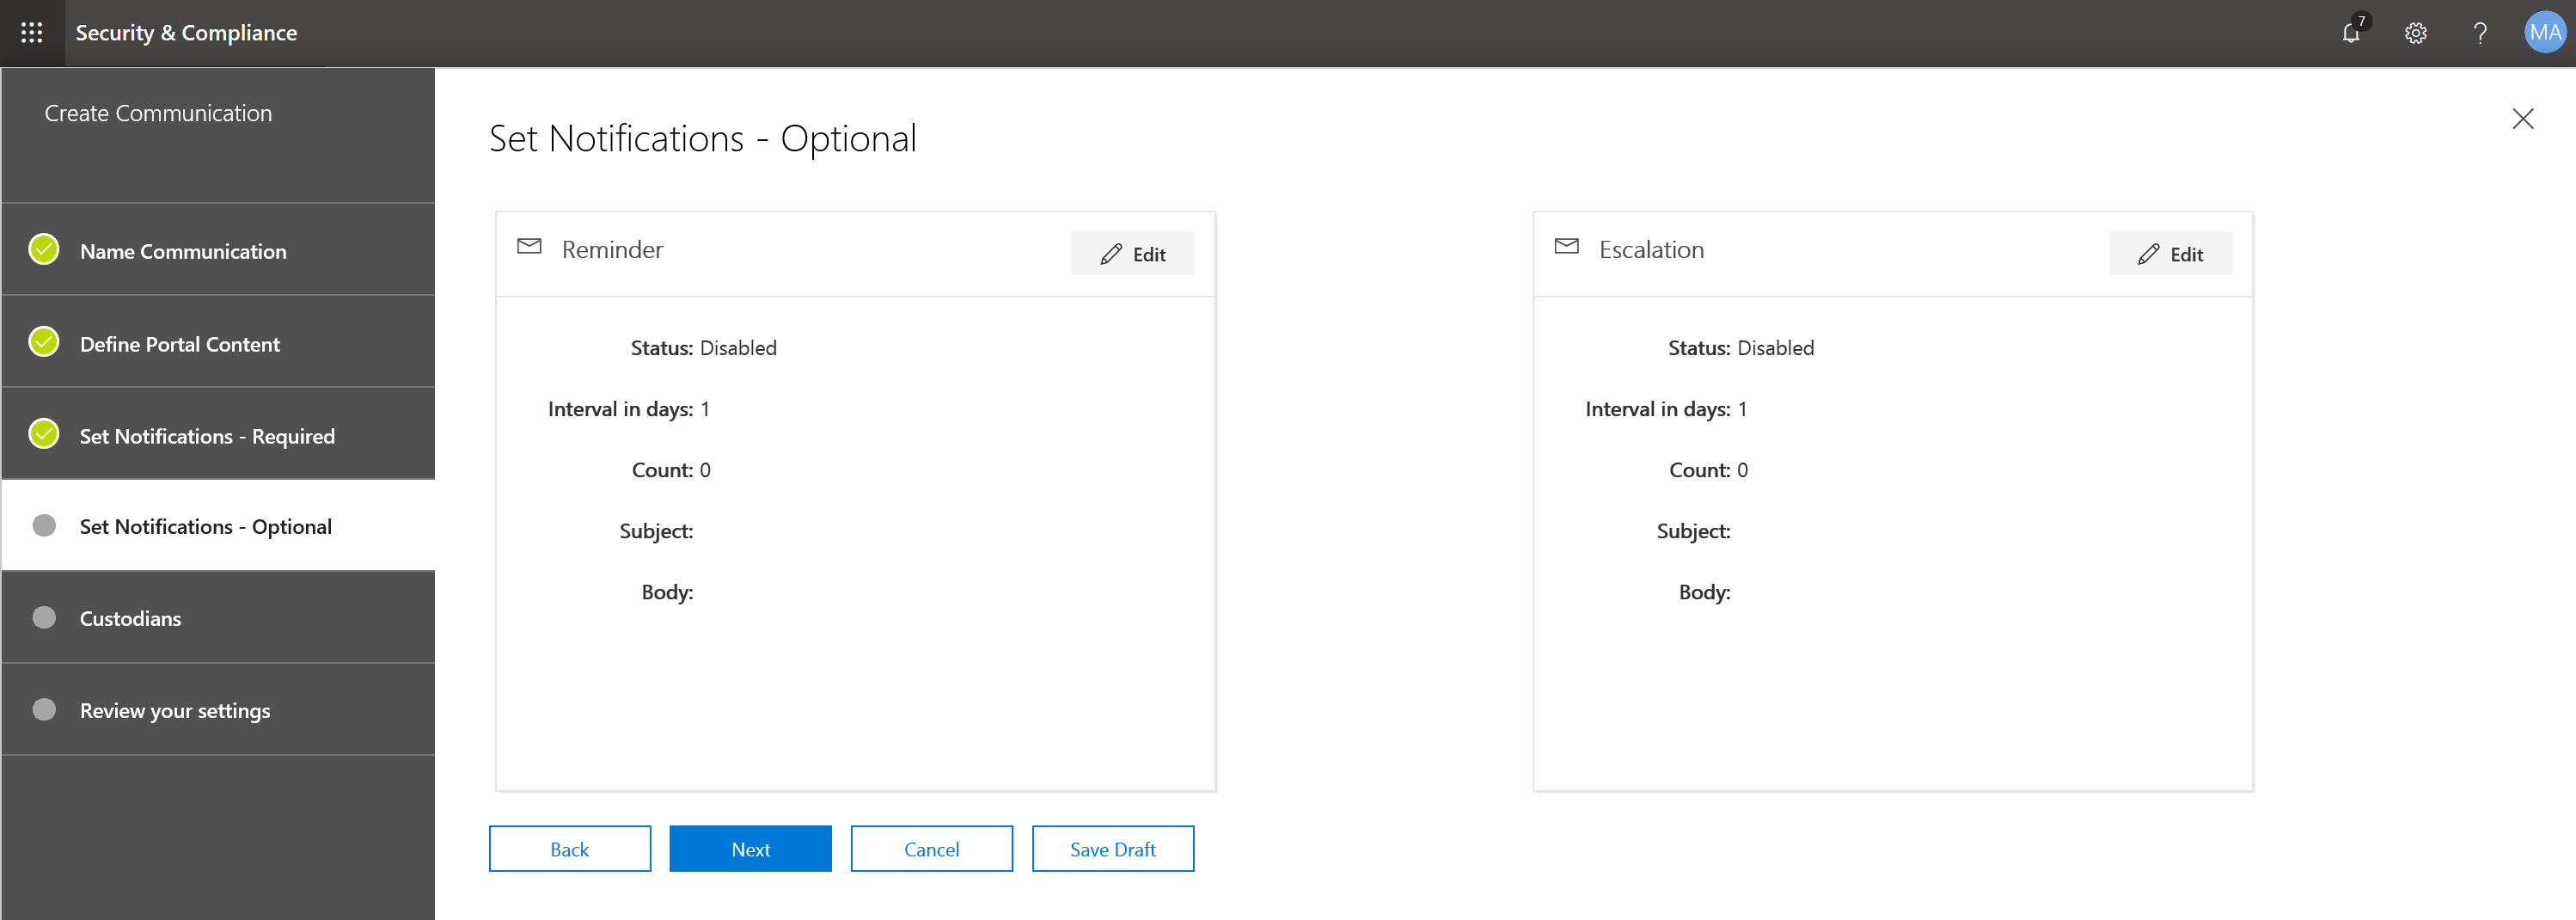 Security & Compliance
7
?
MA
Create Communication
Name Communication
Define Portal Content
Set Notifications - Required
Set Notifications - Optional
Custodians
Review your settings
Set Notifications - Optional
Reminder
Edit
Status: Disabled
Interval in days: 1
Count: 0
Subject:
Body:
Escalation
Edit
Status: Disabled
Interval in days: 1
Count: 0
Subject:
Body:
Back
Next
Cancel
Save Draft